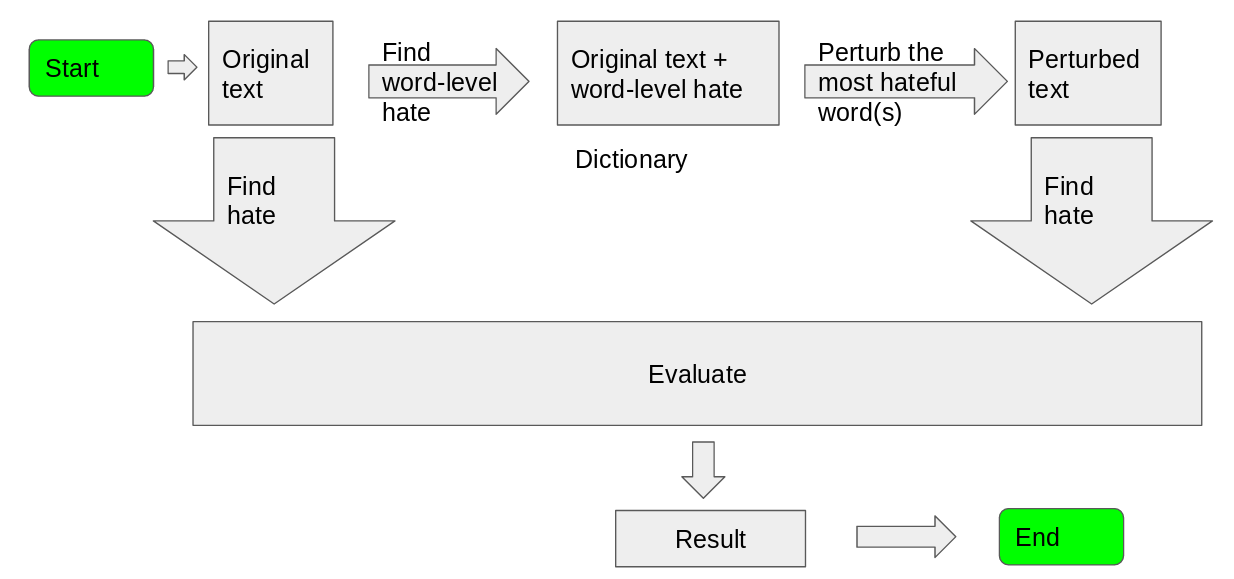 Start
Original
text
Find
word-level
hate
Original text +
word-level hate
Perturb the
most hateful
word(s)
Perturbed
text
Dictionary
Find
hate
Find
hate
Evaluate
Result
End